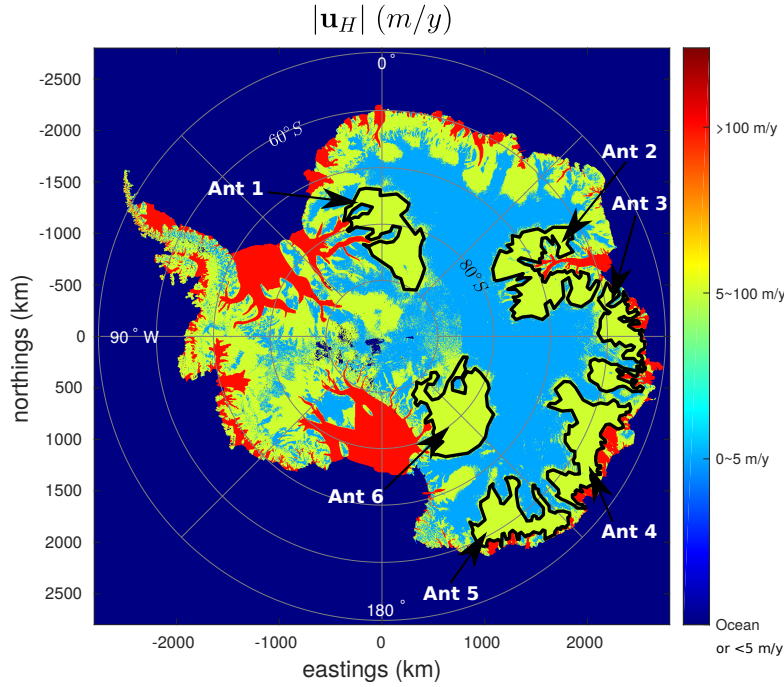 |u_H| (m/y)
-2500
-2000
-1500
-1000
-500
0
500
1000
1500
2000
2500
northings (km)
-2000
-1000
0
1000
2000
eastings (km)
0°
60°S
80°S
90° W
180°
Ant 1
Ant 2
Ant 3
Ant 4
Ant 5
Ant 6
>100 m/y
5~100 m/y
0~5 m/y
Ocean
or <5 m/y